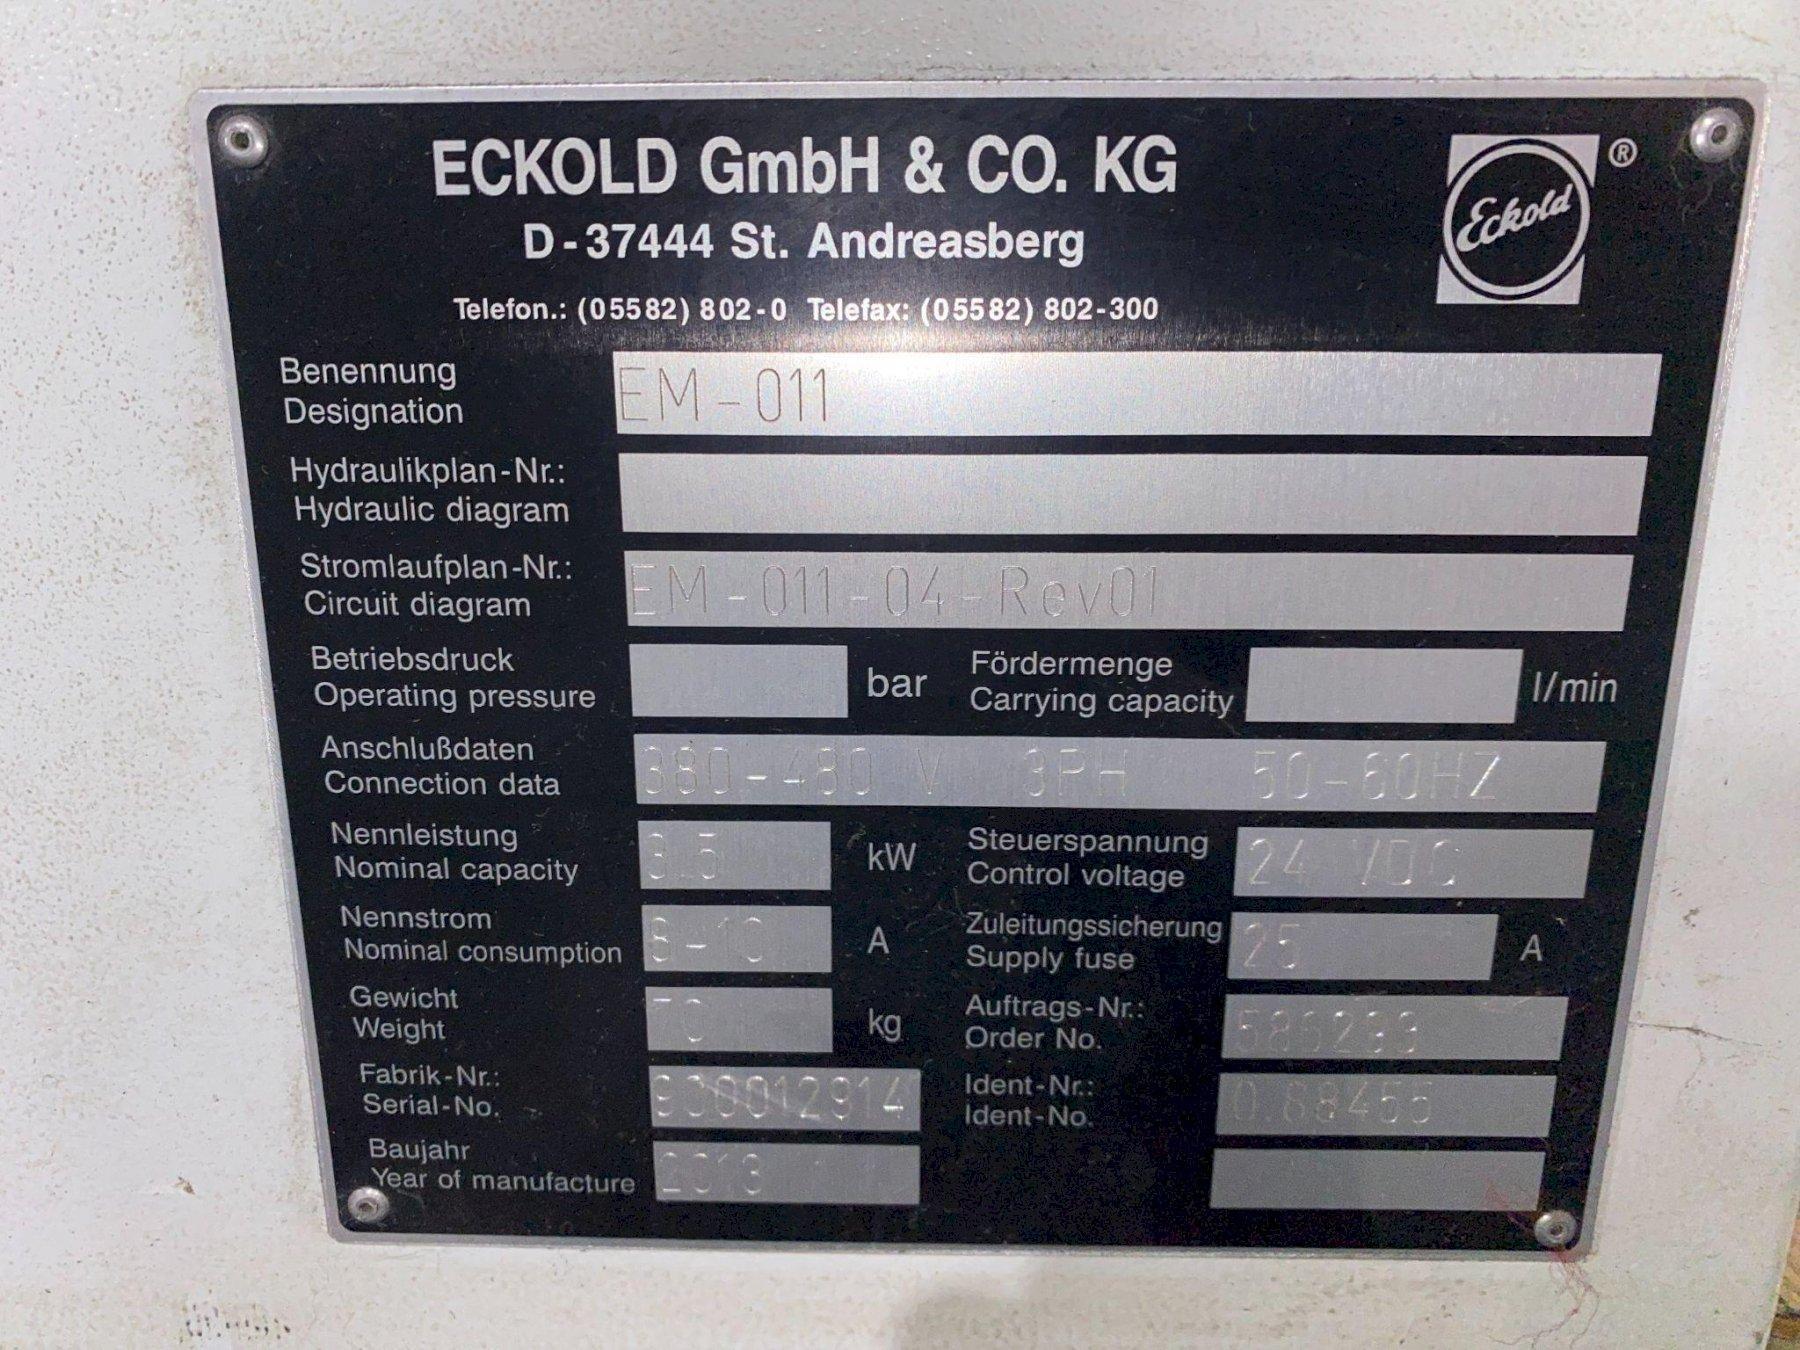 ECKOLD GmbH & CO. KG
Eckold ®
D-37444 St. Andreasberg
Telefon.: (05582) 802-0 Telefax: (05582) 802-300
Benennung
Designation
EM-011
Hydraulikplan-Nr.:
Hydraulic diagram
Stromlaufplan-Nr.:
Circuit diagram
EM-011-04-Rev01
Betriebsdruck
Operating pressure
bar
Fördermenge
Carrying capacity
l/min
Anschlußdaten
Connection data
380-480 V 3PH 50-60HZ
Nennleistung
Nominal capacity
3.5
kW
Steuerspannung
Control voltage
24 VDC
Nennstrom
Nominal consumption
A
Zuleitungssicherung
Supply fuse
25
A
Gewicht
Weight
70
kg
Auftrags-Nr.:
Order No.
Fabrik-Nr.:
Serial-No.
Ident-Nr.:
Ident-No.
Baujahr
Year of manufacture
2013